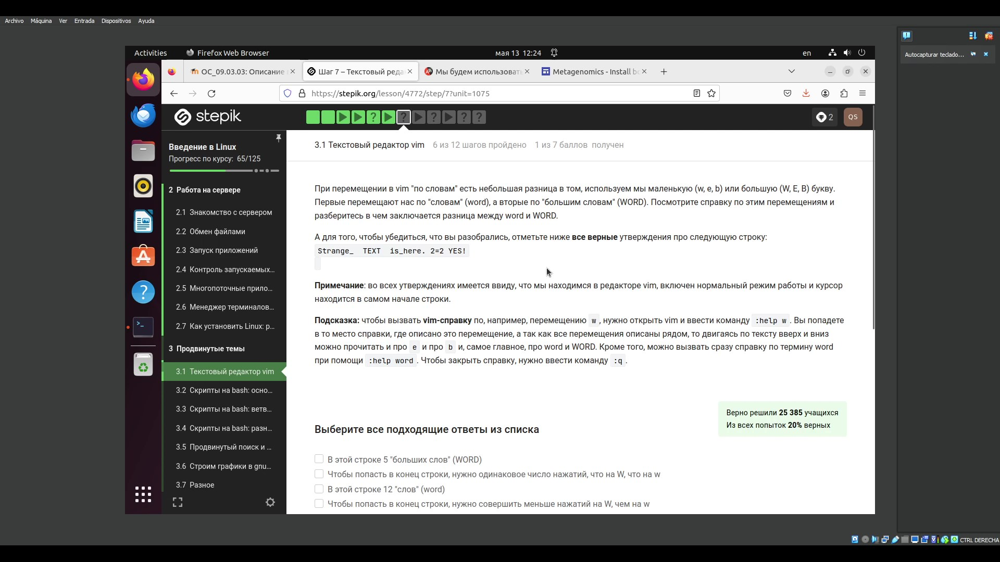 Archivo Máquina Ver Entrada Dispositivos Ayuda
Autocapturar teclado...
Activities Firefox Web Browser мая 13 12:24 en
ОС_09.03.03: Описание
Шаг 7 – Текстовый реда
Мы будем использоват
Metagenomics - Install bo
https://stepik.org/lesson/4772/step/7?unit=1075
stepik
? ? ? ? ?
2
QS
Введение в Linux
Прогресс по курсу: 65/125
2 Работа на сервере
2.1 Знакомство с сервером
2.2 Обмен файлами
2.3 Запуск приложений
2.4 Контроль запускаемых...
2.5 Многопоточные прило...
2.6 Менеджер терминалов...
2.7 Как установить Linux: р...
3 Продвинутые темы
3.1 Текстовый редактор vim
3.2 Скрипты на bash: осно...
3.3 Скрипты на bash: ветв...
3.4 Скрипты на bash: разн...
3.5 Продвинутый поиск и ...
3.6 Строим графики в gnu...
3.7 Разное
3.1 Текстовый редактор vim 6 из 12 шагов пройдено 1 из 7 баллов получен
При перемещении в vim "по словам" есть небольшая разница в том, используем мы маленькую (w, e, b) или большую (W, E, B) букву.
Первые перемещают нас по "словам" (word), а вторые по "большим словам" (WORD). Посмотрите справку по этим перемещениям и
разберитесь в чем заключается разница между word и WORD.
А для того, чтобы убедиться, что вы разобрались, отметьте ниже все верные утверждения про следующую строку:
Strange_  TEXT  is_here. 2=2 YES!
Примечание: во всех утверждениях имеется ввиду, что мы находимся в редакторе vim, включен нормальный режим работы и курсор
находится в самом начале строки.
Подсказка: чтобы вызвать vim-справку по, например, перемещению w, нужно открыть vim и ввести команду :help w. Вы попадете
в то место справки, где описано это перемещение, а так как все перемещения описаны рядом, то двигаясь по тексту вверх и вниз
можно прочитать и про e и про b и, самое главное, про word и WORD. Кроме того, можно вызвать сразу справку по термину word
при помощи :help word. Чтобы закрыть справку, нужно ввести команду :q.
Верно решили 25 385 учащихся
Из всех попыток 20% верных
Выберите все подходящие ответы из списка
В этой строке 5 "больших слов" (WORD)
Чтобы попасть в конец строки, нужно одинаковое число нажатий, что на W, что на w
В этой строке 12 "слов" (word)
Чтобы попасть в конец строки, нужно совершить меньше нажатий на W, чем на w
CTRL DERECHA